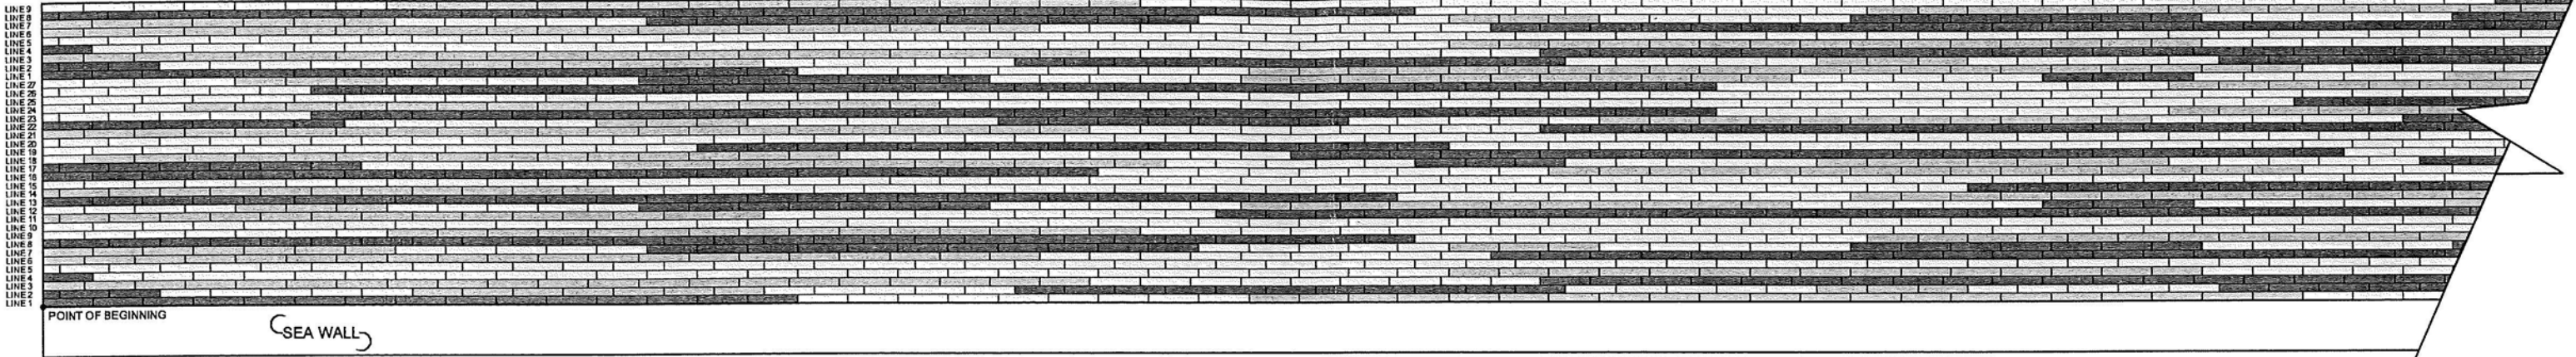 LINE 9
LINE 8
LINE 7
LINE 6
LINE 5
LINE 4
LINE 3
LINE 2
LINE 1
LINE 27
LINE 26
LINE 25
LINE 24
LINE 23
LINE 22
LINE 21
LINE 20
LINE 19
LINE 18
LINE 17
LINE 16
LINE 15
LINE 14
LINE 13
LINE 12
LINE 11
LINE 10
LINE 9
LINE 8
LINE 7
LINE 6
LINE 5
LINE 4
LINE 3
LINE 2
LINE 1
POINT OF BEGINNING
SEA WALL